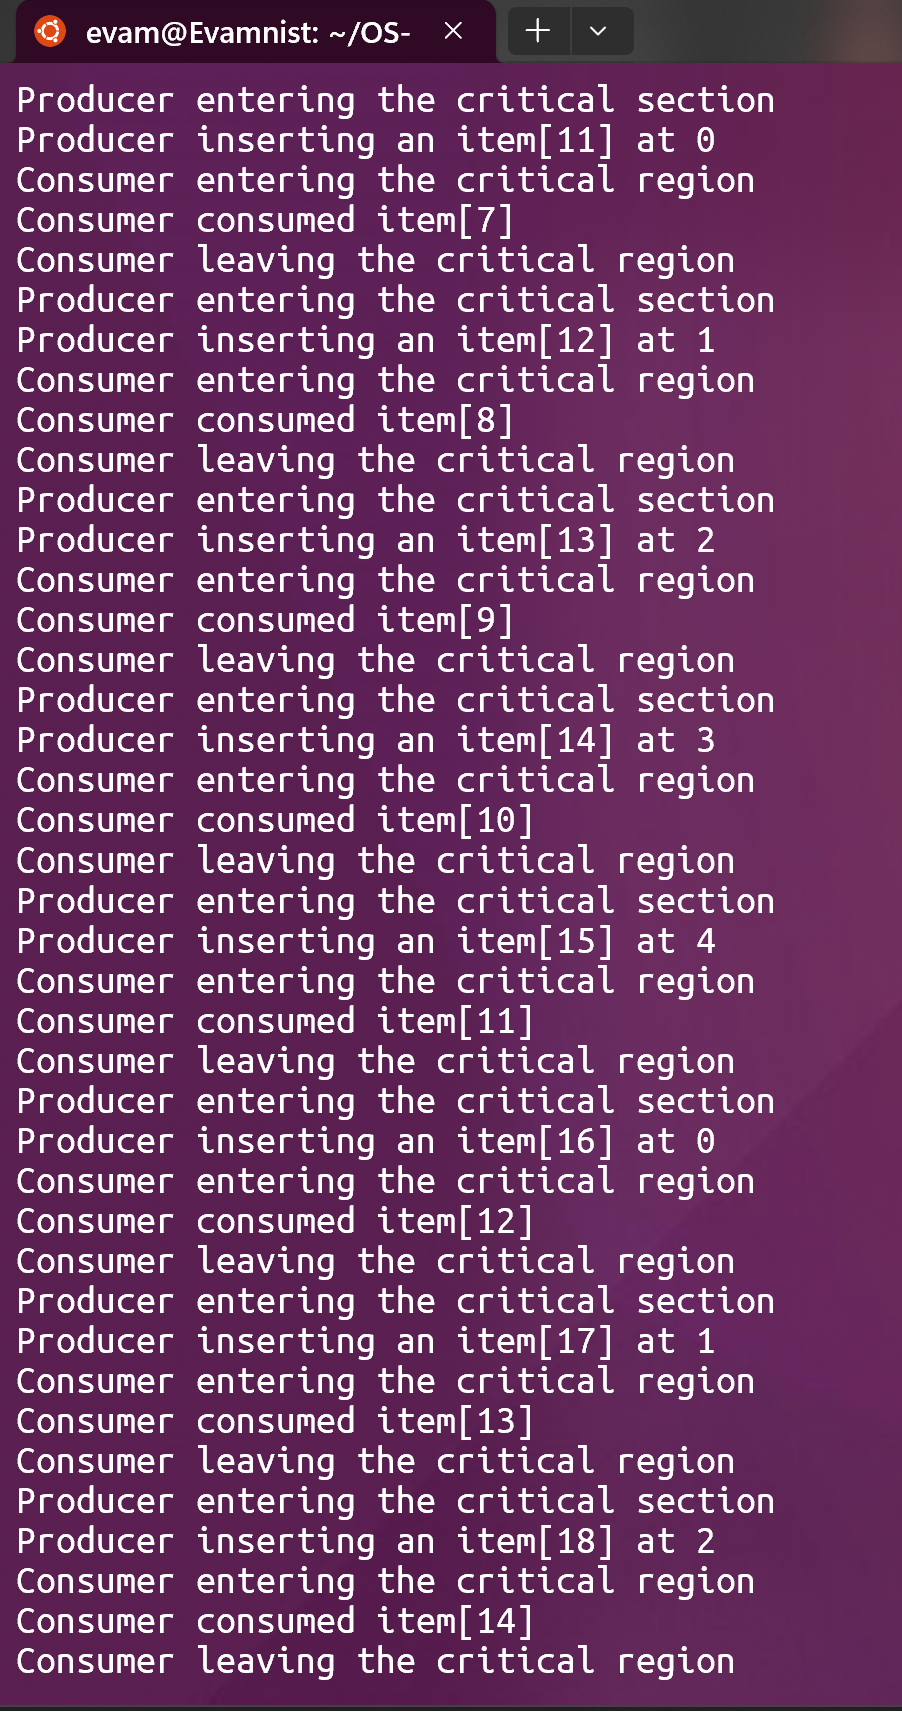 evam@Evamnist: ~/OS-
Producer entering the critical section
Producer inserting an item[11] at 0
Consumer entering the critical region
Consumer consumed item[7]
Consumer leaving the critical region
Producer entering the critical section
Producer inserting an item[12] at 1
Consumer entering the critical region
Consumer consumed item[8]
Consumer leaving the critical region
Producer entering the critical section
Producer inserting an item[13] at 2
Consumer entering the critical region
Consumer consumed item[9]
Consumer leaving the critical region
Producer entering the critical section
Producer inserting an item[14] at 3
Consumer entering the critical region
Consumer consumed item[10]
Consumer leaving the critical region
Producer entering the critical section
Producer inserting an item[15] at 4
Consumer entering the critical region
Consumer consumed item[11]
Consumer leaving the critical region
Producer entering the critical section
Producer inserting an item[16] at 0
Consumer entering the critical region
Consumer consumed item[12]
Consumer leaving the critical region
Producer entering the critical section
Producer inserting an item[17] at 1
Consumer entering the critical region
Consumer consumed item[13]
Consumer leaving the critical region
Producer entering the critical section
Producer inserting an item[18] at 2
Consumer entering the critical region
Consumer consumed item[14]
Consumer leaving the critical region